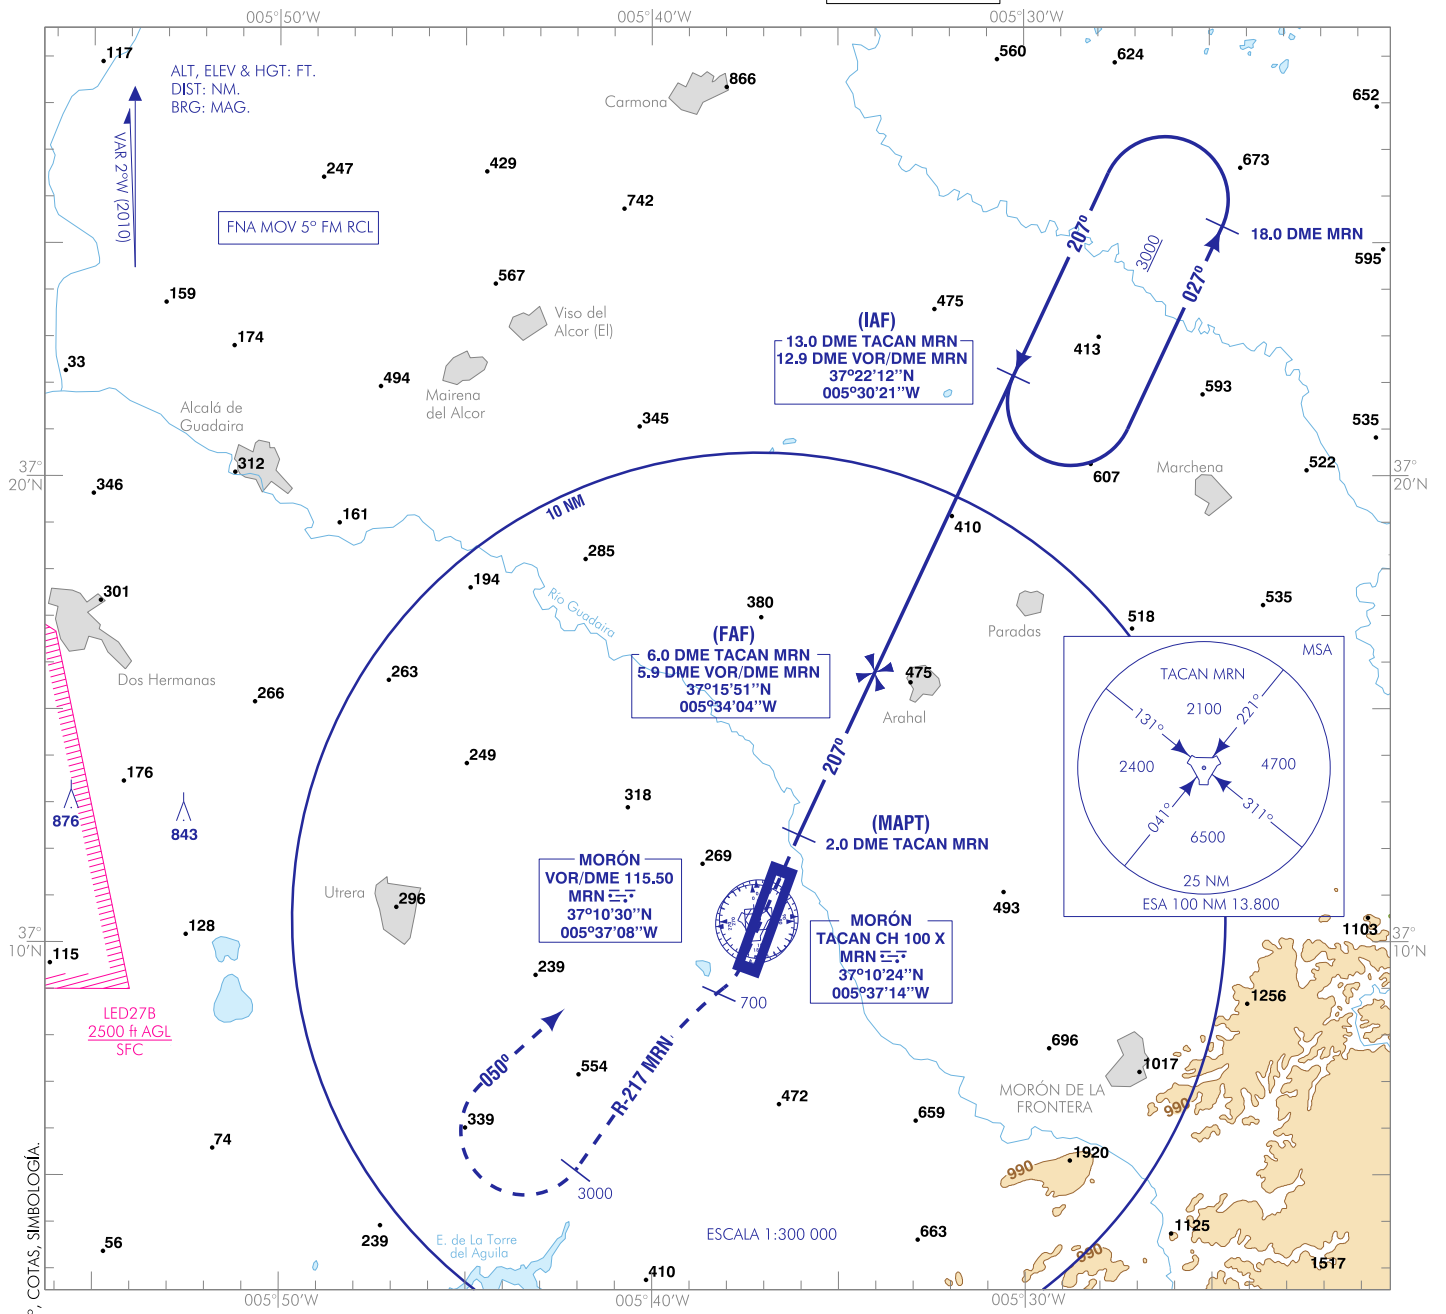 005°50'W
005°40'W
005°30'W
117
ALT, ELEV & HGT: FT.
DIST: NM.
BRG: MAG.
VAR 2°W (2010)
866
Carmona
560
624
652
247
429
742
673
FNA MOV 5° FM RCL
207°
3000
027°
18.0 DME MRN
595
159
567
174
Viso del
Alcor (El)
475
(IAF)
13.0 DME TACAN MRN
12.9 DME VOR/DME MRN
37°22'12''N
005°30'21''W
413
33
494
Mairena
del Alcor
593
Alcalá de
Guadaira
345
535
312
37°
20'N
346
607
Marchena
522
37°
20'N
161
10 NM
410
285
194
Rio Guadaira
301
380
535
518
Paradas
(FAF)
6.0 DME TACAN MRN
5.9 DME VOR/DME MRN
37°15'51''N
005°34'04''W
Dos Hermanas
263
266
475
Arahal
MSA
TACAN MRN
2100
131°
221°
2400
4700
041°
311°
6500
25 NM
ESA 100 NM 13.800
249
207°
176
318
876
843
(MAPT)
2.0 DME TACAN MRN
269
MORÓN
VOR/DME 115.50
MRN
37°10'30''N
005°37'08''W
Utrera
296
493
MORÓN
TACAN CH 100 X
MRN
37°10'24''N
005°37'14''W
1103
128
37°
10'N
115
37°
10'N
239
700
1256
LED27B
2500 ft AGL
SFC
050°
554
R-217 MRN
696
1017
MORÓN DE LA
FRONTERA
990
472
659
339
74
1920
990
3000
239
56
E. de La Torre
del Aguila
ESCALA 1:300 000
663
1125
990
1517
410
, COTAS, SIMBOLOGÍA.
005°50'W
005°40'W
005°30'W